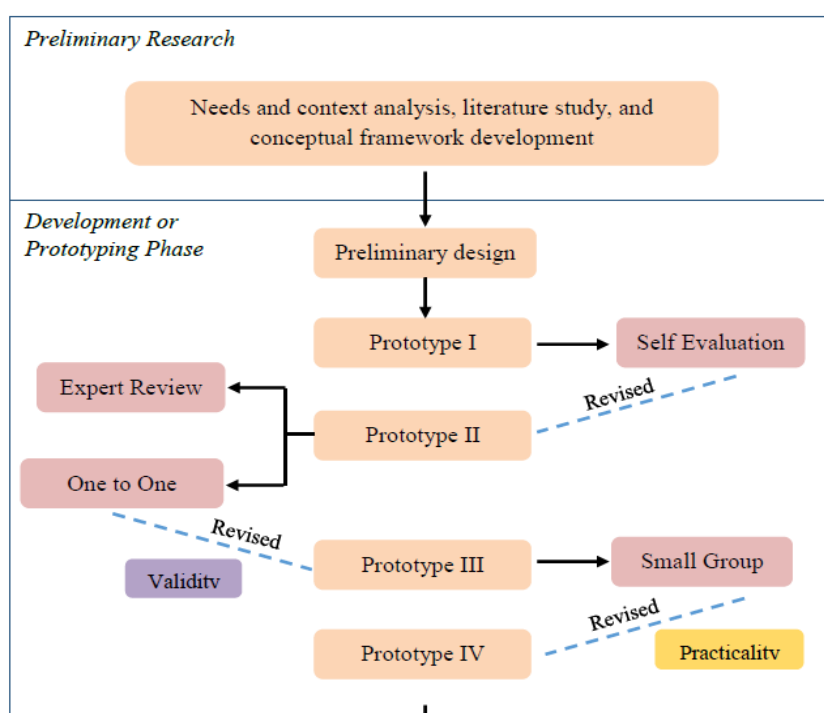 Preliminary Research
Needs and context analysis, literature study, and
conceptual framework development
Development or
Prototyping Phase
Preliminary design
Prototype I
Self Evaluation
Revised
Expert Review
Prototype II
One to One
Revised
Prototype III
Small Group
Validity
Revised
Prototype IV
Practicality